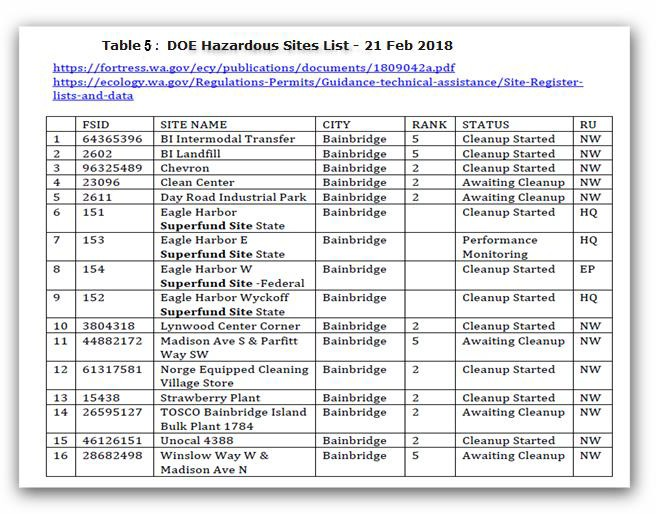 Table 5: DOE Hazardous Sites List - 21 Feb 2018
https://fortress.wa.gov/ecy/publications/documents/1809042a.pdf
https://ecology.wa.gov/Regulations-Permits/Guidance-technical-assistance/Site-Register-
lists-and-data
FSID SITE NAME CITY RANK STATUS RU
1 64365396 BI Intermodal Transfer Bainbridge 5 Cleanup Started NW
2 2602 BI Landfill Bainbridge 5 Cleanup Started NW
3 96325489 Chevron Bainbridge 2 Cleanup Started NW
4 23096 Clean Center Bainbridge 2 Awaiting Cleanup NW
5 2611 Day Road Industrial Park Bainbridge 2 Awaiting Cleanup NW
6 151 Eagle Harbor Bainbridge Cleanup Started HQ
Superfund Site State
7 153 Eagle Harbor E Bainbridge Performance HQ
Superfund Site State Monitoring
8 154 Eagle Harbor W Bainbridge Cleanup Started EP
Superfund Site -Federal
9 152 Eagle Harbor Wyckoff Bainbridge Cleanup Started HQ
Superfund Site State
10 3804318 Lynwood Center Corner Bainbridge 2 Cleanup Started NW
11 44882172 Madison Ave S & Parfitt Bainbridge 5 Awaiting Cleanup NW
Way SW
12 61317581 Norge Equipped Cleaning Bainbridge 2 Cleanup Started NW
Village Store
13 15438 Strawberry Plant Bainbridge 2 Cleanup Started NW
14 26595127 TOSCO Bainbridge Island Bainbridge 2 Awaiting Cleanup NW
Bulk Plant 1784
15 46126151 Unocal 4388 Bainbridge 2 Cleanup Started NW
16 28682498 Winslow Way W & Bainbridge 5 Awaiting Cleanup NW
Madison Ave N